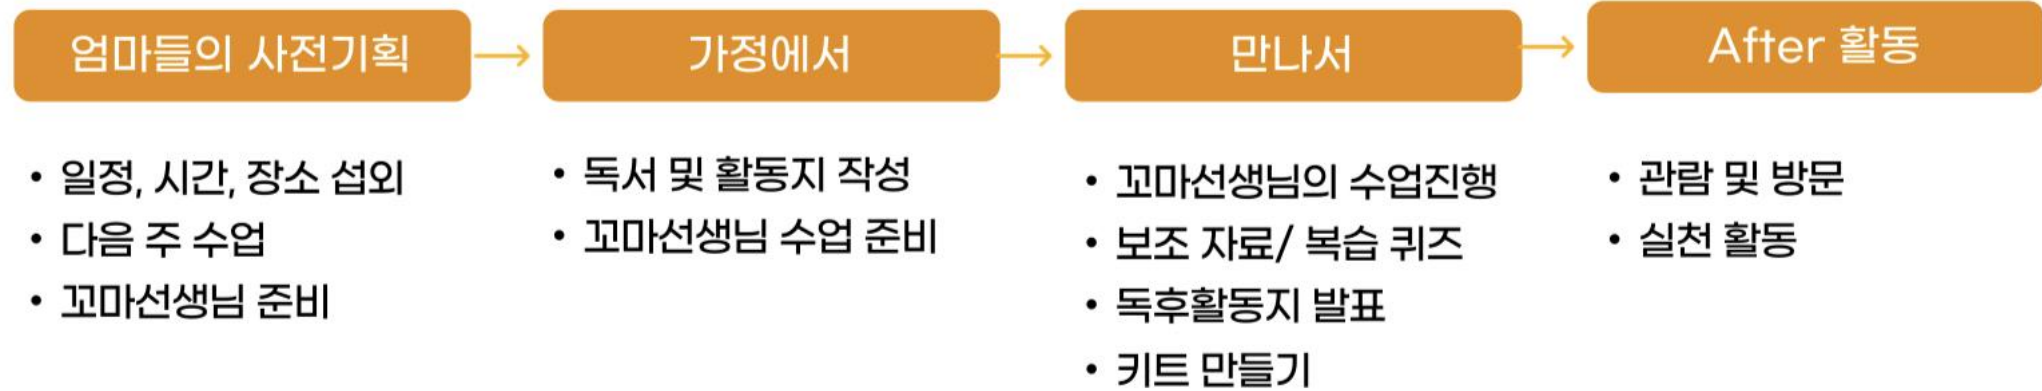 엄마들의 사전기획
• 일정, 시간, 장소 섭외
• 다음 주 수업
• 꼬마선생님 준비
가정에서
• 독서 및 활동지 작성
• 꼬마선생님 수업 준비
만나서
• 꼬마선생님의 수업진행
• 보조 자료/ 복습 퀴즈
• 독후활동지 발표
• 키트 만들기
After 활동
• 관람 및 방문
• 실천 활동